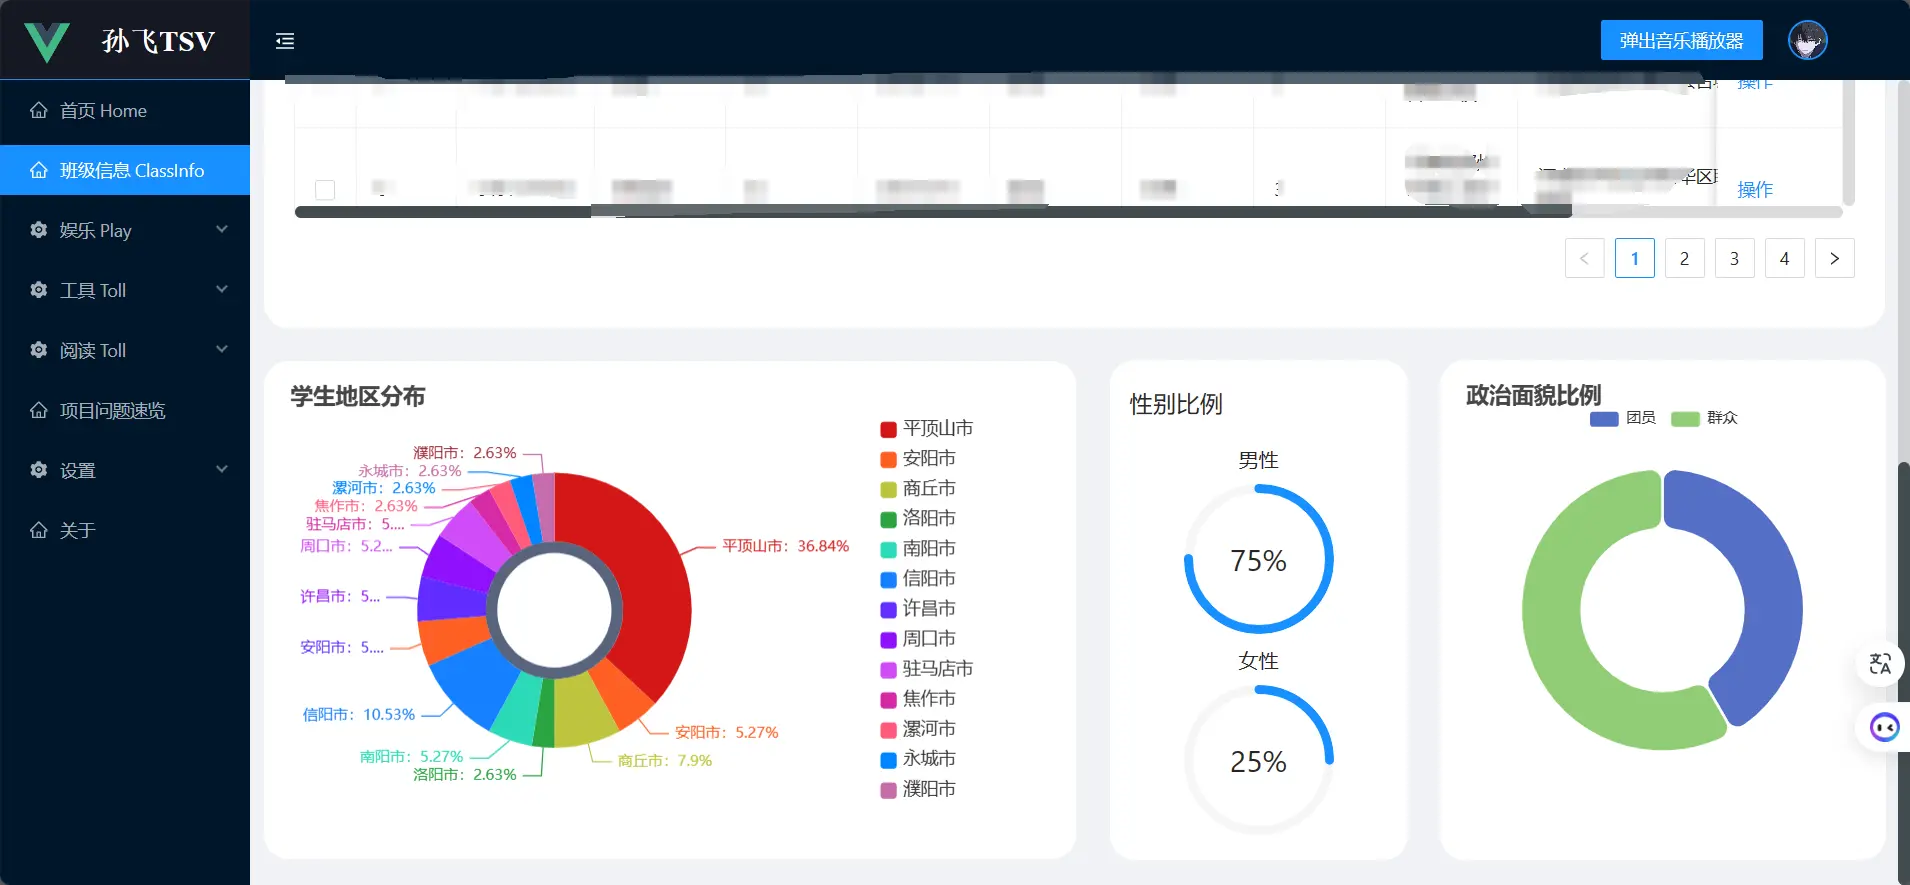 孙飞TSV
弹出音乐播放器
首页 Home
班级信息 ClassInfo
娱乐 Play
工具 Toll
阅读 Toll
项目问题速览
设置
关于
操作
华区
操作
1
2
3
4
学生地区分布
濮阳市：2.63%
永城市：2.63%
漯河市：2.63%
焦作市：2.63%
驻马店市：5....
周口市：5.2...
许昌市：5...
安阳市：5....
信阳市：10.53%
南阳市：5.27%
洛阳市：2.63%
平顶山市：36.84%
安阳市：5.27%
商丘市：7.9%
平顶山市
安阳市
商丘市
洛阳市
南阳市
信阳市
许昌市
周口市
驻马店市
焦作市
漯河市
永城市
濮阳市
性别比例
男性
75%
女性
25%
政治面貌比例
团员
群众